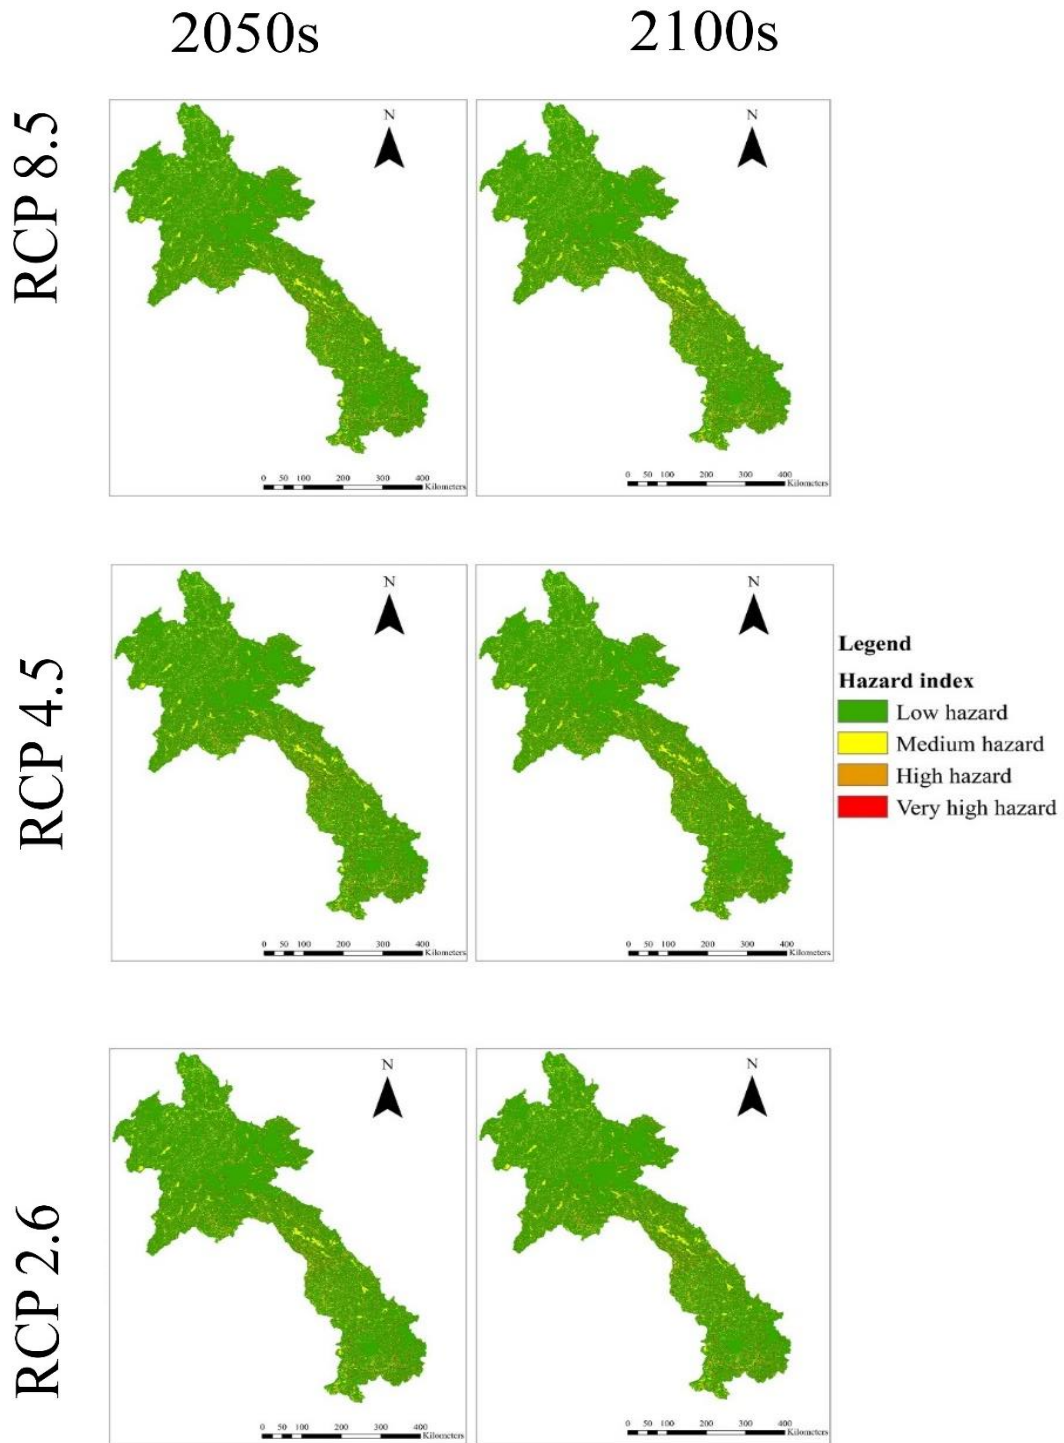 2050s 2100s
RCP 8.5
N N
0 50 100 200 300 400 Kilometers
0 50 100 200 300 400 Kilometers
RCP 4.5
N N
Legend
Hazard index
Low hazard
Medium hazard
High hazard
Very high hazard
0 50 100 200 300 400 Kilometers
0 50 100 200 300 400 Kilometers
RCP 2.6
N N
0 50 100 200 300 400 Kilometers
0 50 100 200 300 400 Kilometers